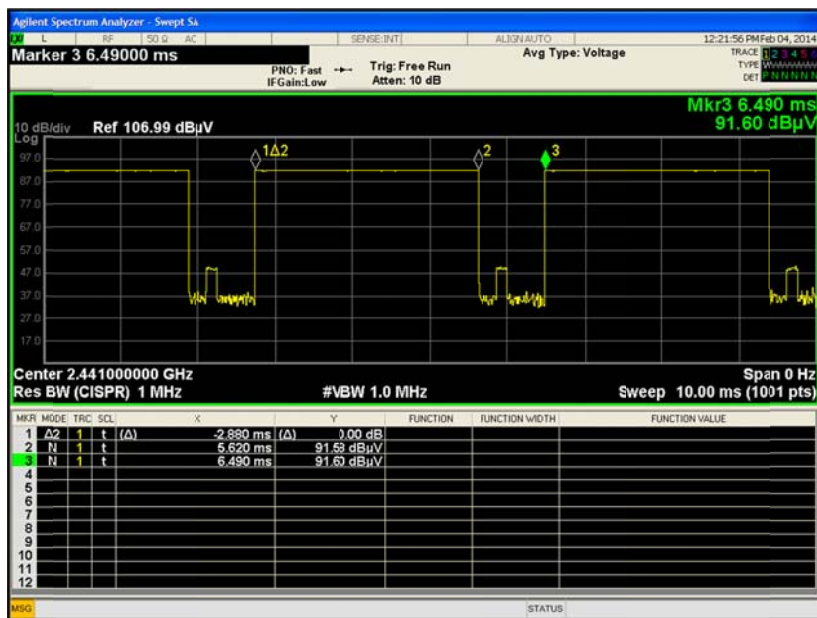 Agilent Spectrum Analyzer - Swept SA
L RF 50 Ω AC SENSE:INT ALIGN AUTO 12:21:56 PM Feb 04, 2014
Marker 3 6.49000 ms
PNO: Fast
IFGain:Low
Trig: Free Run
Atten: 10 dB
Avg Type: Voltage
TRACE 1 2 3 4 5 6
TYPE
DET P N N N N N
Mkr3 6.490 ms
91.60 dBµV
10 dB/div
Log
Ref 106.99 dBµV
97.0
87.0
77.0
67.0
57.0
47.0
37.0
27.0
17.0
1Δ2
2
3
Center 2.441000000 GHz
Span 0 Hz
Res BW (CISPR) 1 MHz
#VBW 1.0 MHz
Sweep 10.00 ms (1001 pts)
MKR MODE TRC SCL X Y FUNCTION FUNCTION WIDTH FUNCTION VALUE
1 Δ2 1 t (Δ) -2.880 ms (Δ) 0.00 dB
2 N 1 t 5.620 ms 91.58 dBµV
3 N 1 t 6.490 ms 91.60 dBµV
4
5
6
7
8
9
10
11
12
MSG
STATUS